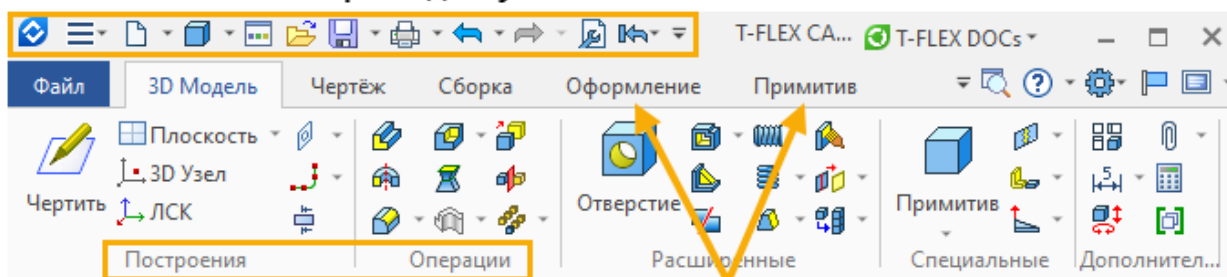 T-FLEX CA... T-FLEX DOCs
Файл 3D Модель Чертёж Сборка Оформление Примитив
Чертить Плоскость Отверстие Примитив
3D Узел
ЛСК
5
Построения Операции Расширенные Специальные Дополнител...